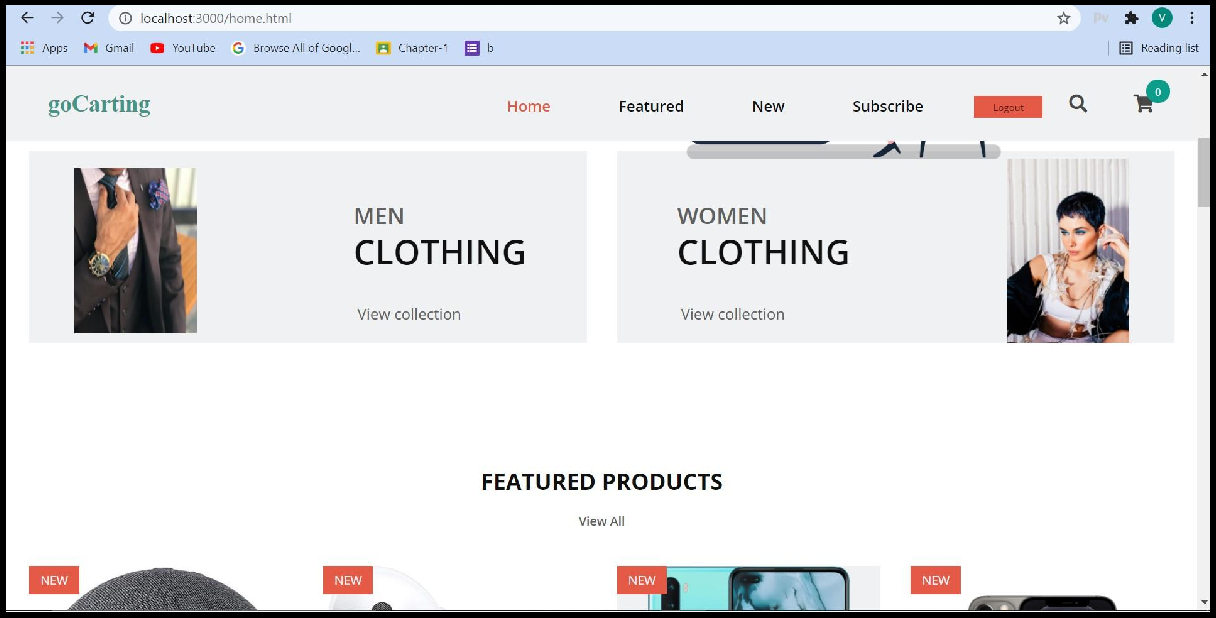 localhost:3000/home.html
Pv
V
Apps Gmail YouTube Browse All of Googl... Chapter-1 b Reading list
goCarting Home Featured New Subscribe Logout 0
MEN
CLOTHING
View collection
WOMEN
CLOTHING
View collection
FEATURED PRODUCTS
View All
NEW NEW NEW NEW